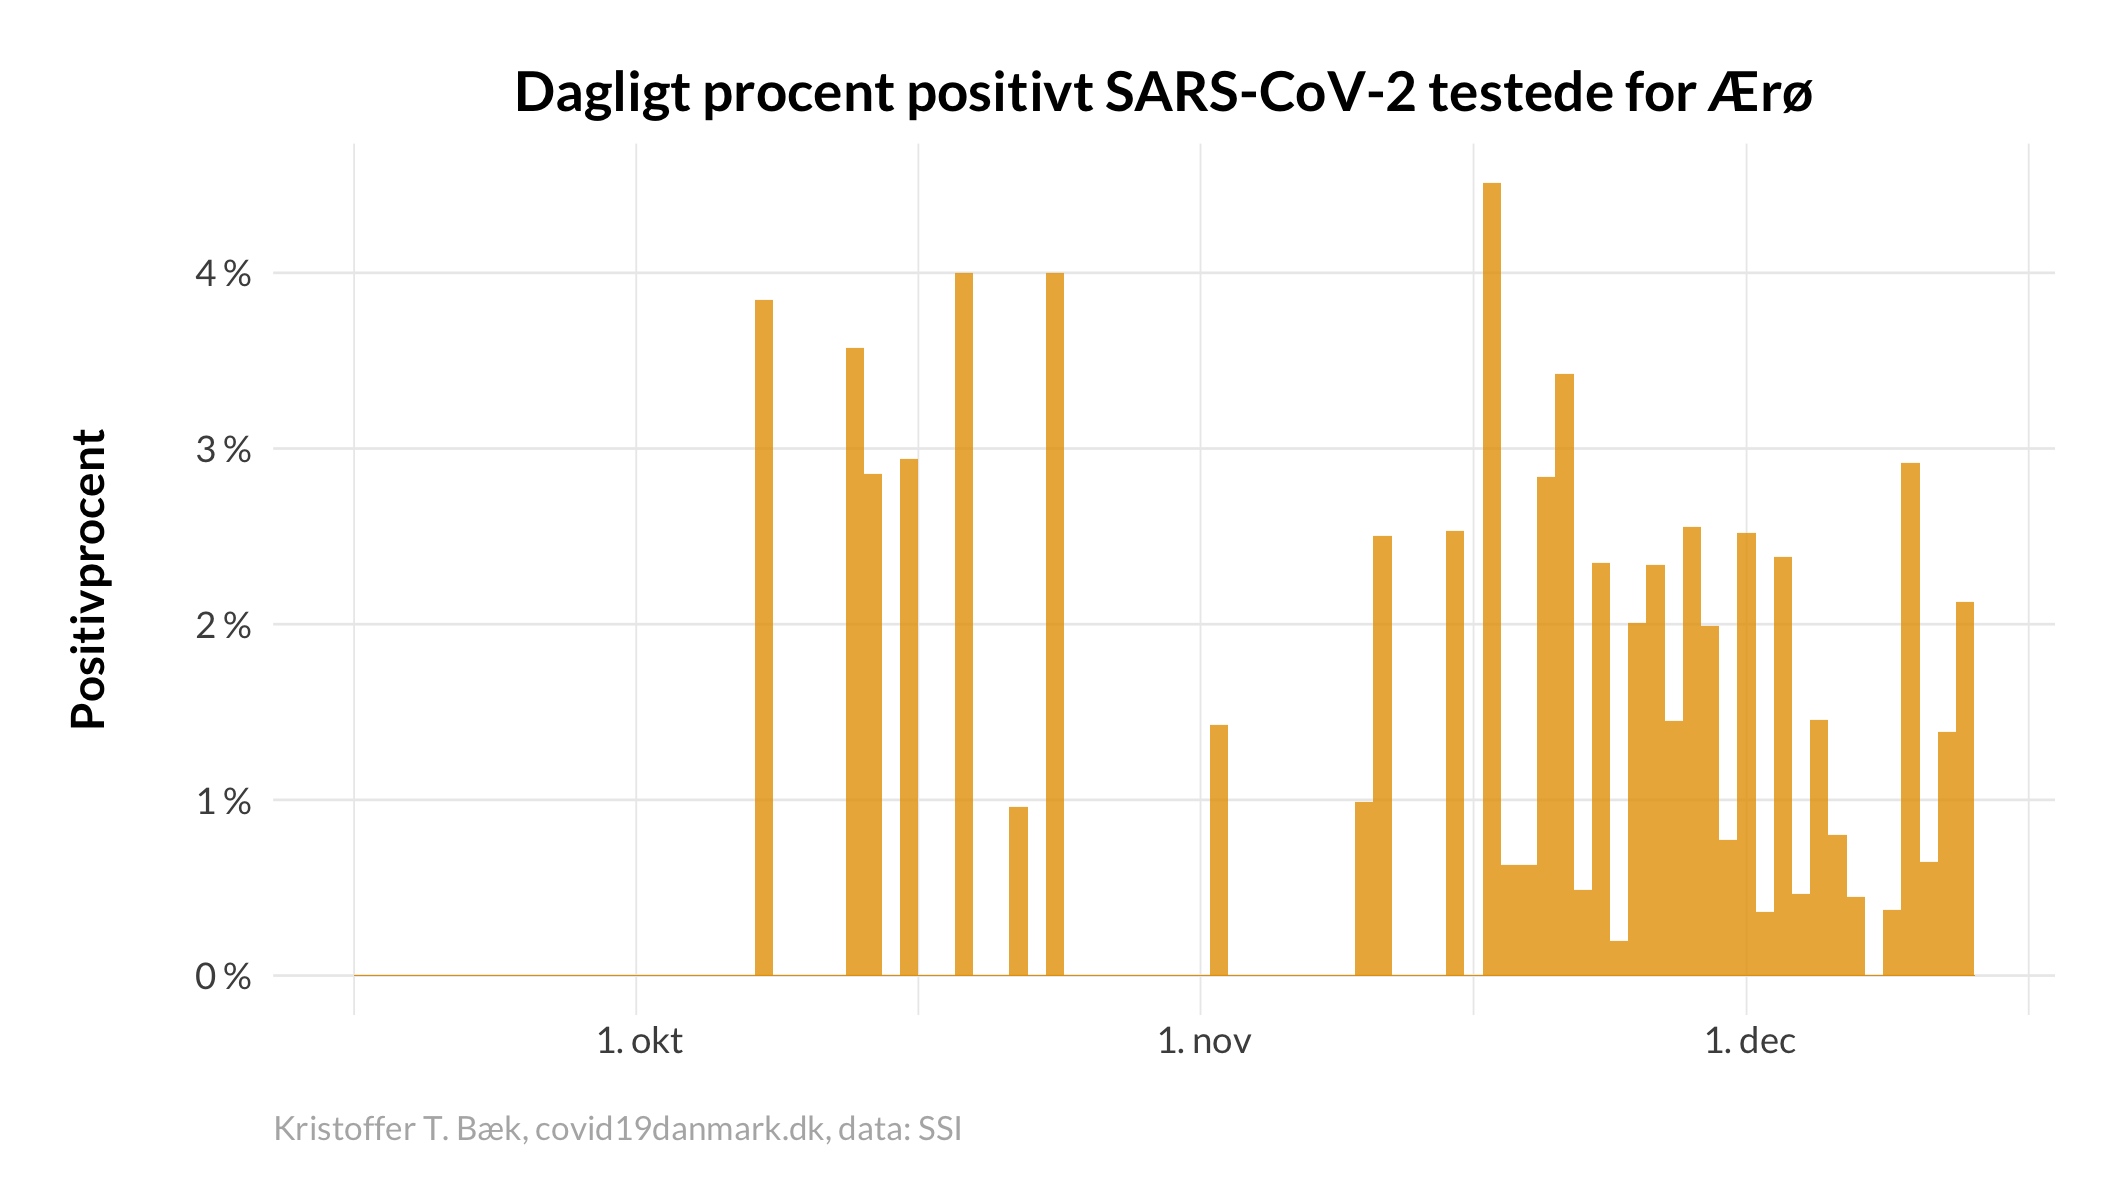 Dagligt procent positivt SARS-CoV-2 testede for Ærø
Positivprocent
4 %
3 %
2 %
1 %
0 %
1. okt
1. nov
1. dec
Kristoffer T. Bæk, covid19danmark.dk, data: SSI